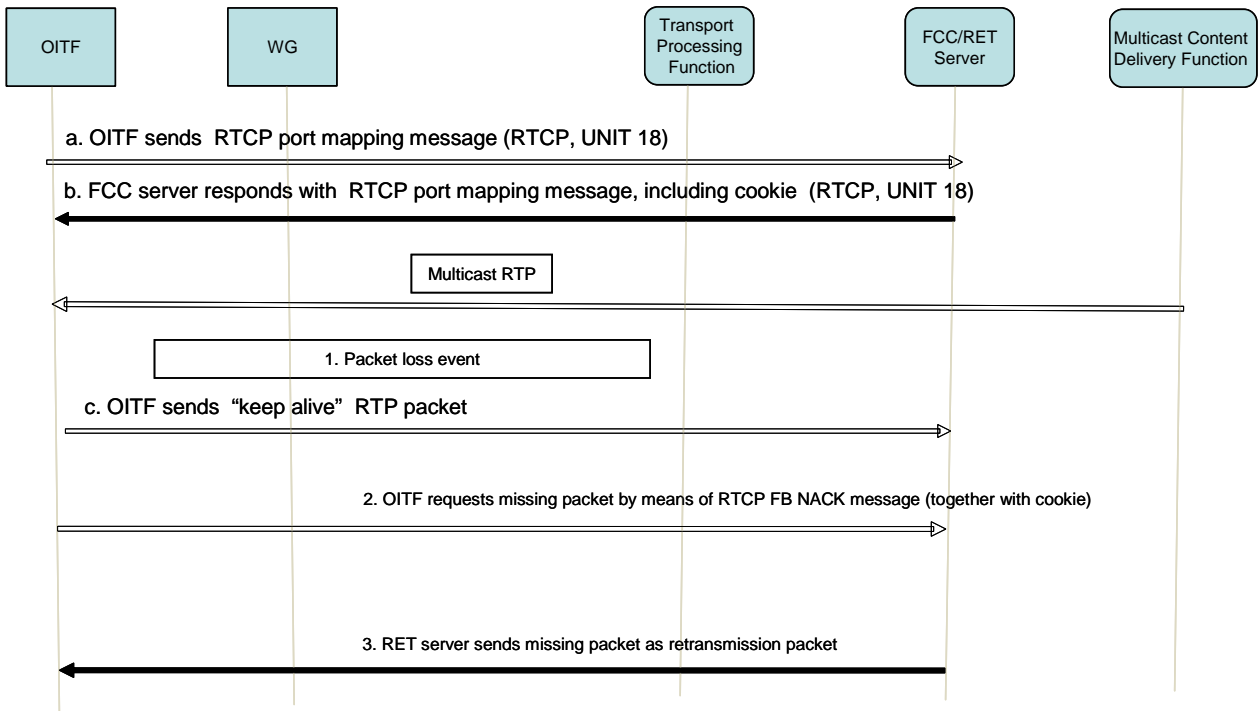 OITF
WG
Transport
Processing
Function
FCC/RET
Server
Multicast Content
Delivery Function
a. OITF sends RTCP port mapping message (RTCP, UNIT 18)
b. FCC server responds with RTCP port mapping message, including cookie (RTCP, UNIT 18)
Multicast RTP
1. Packet loss event
c. OITF sends “keep alive” RTP packet
2. OITF requests missing packet by means of RTCP FB NACK message (together with cookie)
3. RET server sends missing packet as retransmission packet